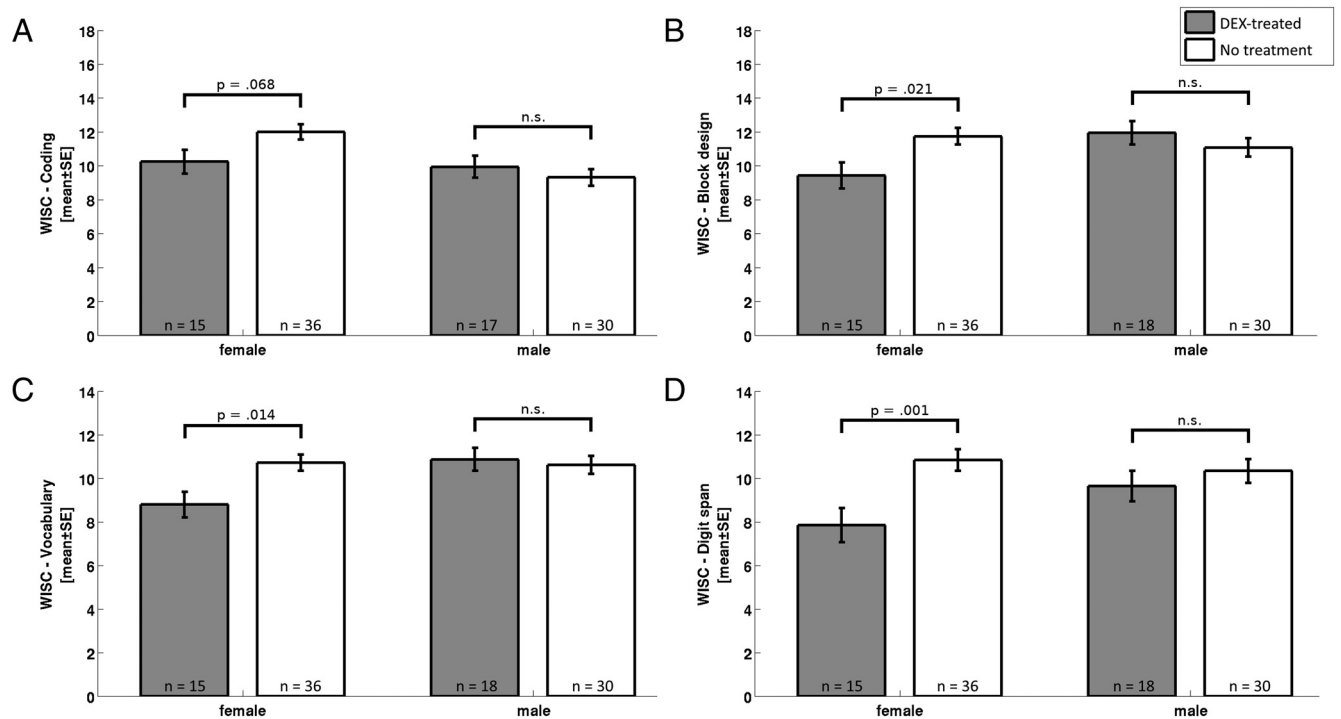 A
B
DEX-treated
No treatment
WISC - Coding
[mean±SE]
18
16
14
12
10
8
6
4
2
0
p = .068
n.s.
n = 15
n = 36
n = 17
n = 30
female
male
WISC - Block design
[mean±SE]
18
16
14
12
10
8
6
4
2
0
p = .021
n.s.
n = 15
n = 36
n = 18
n = 30
female
male
C
WISC - Vocabulary
[mean±SE]
14
12
10
8
6
4
2
0
p = .014
n.s.
n = 15
n = 36
n = 18
n = 30
female
male
D
WISC - Digit span
[mean±SE]
14
12
10
8
6
4
2
0
p = .001
n.s.
n = 15
n = 36
n = 18
n = 30
female
male